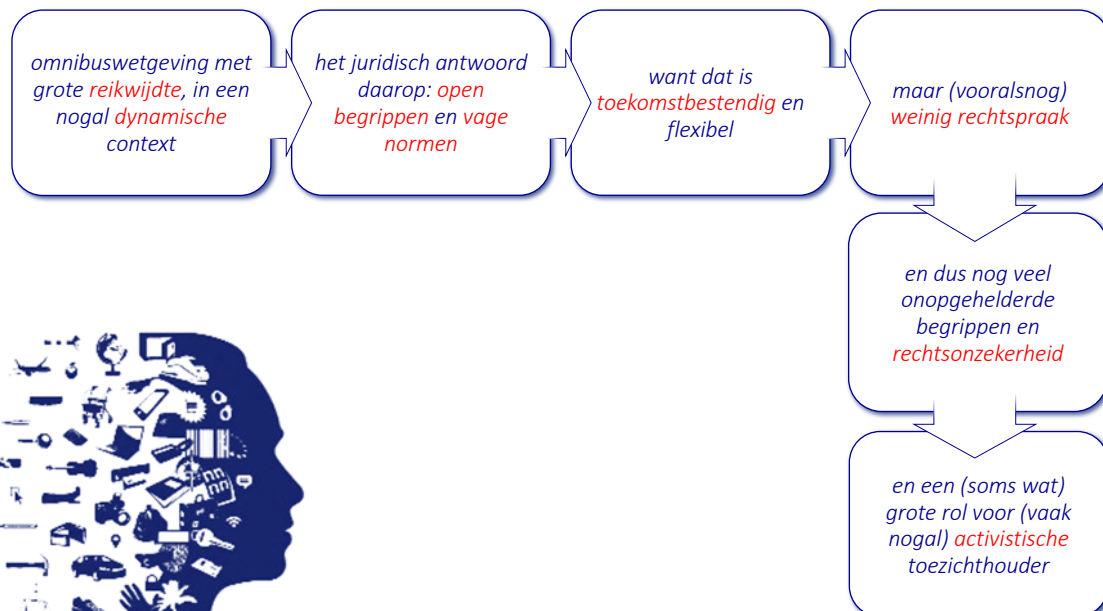 omnibuswetgeving met
grote reikwijdte, in een
nogal dynamische
context
het juridisch antwoord
daarop: open
begrippen en vage
normen
want dat is
toekomstbestendig en
flexibel
maar (vooralsnog)
weinig rechtspraak
en dus nog veel
onopgehelderde
begrippen en
rechtsonzekerheid
en een (soms wat)
grote rol voor (vaak
nogal) activistische
toezichthouder